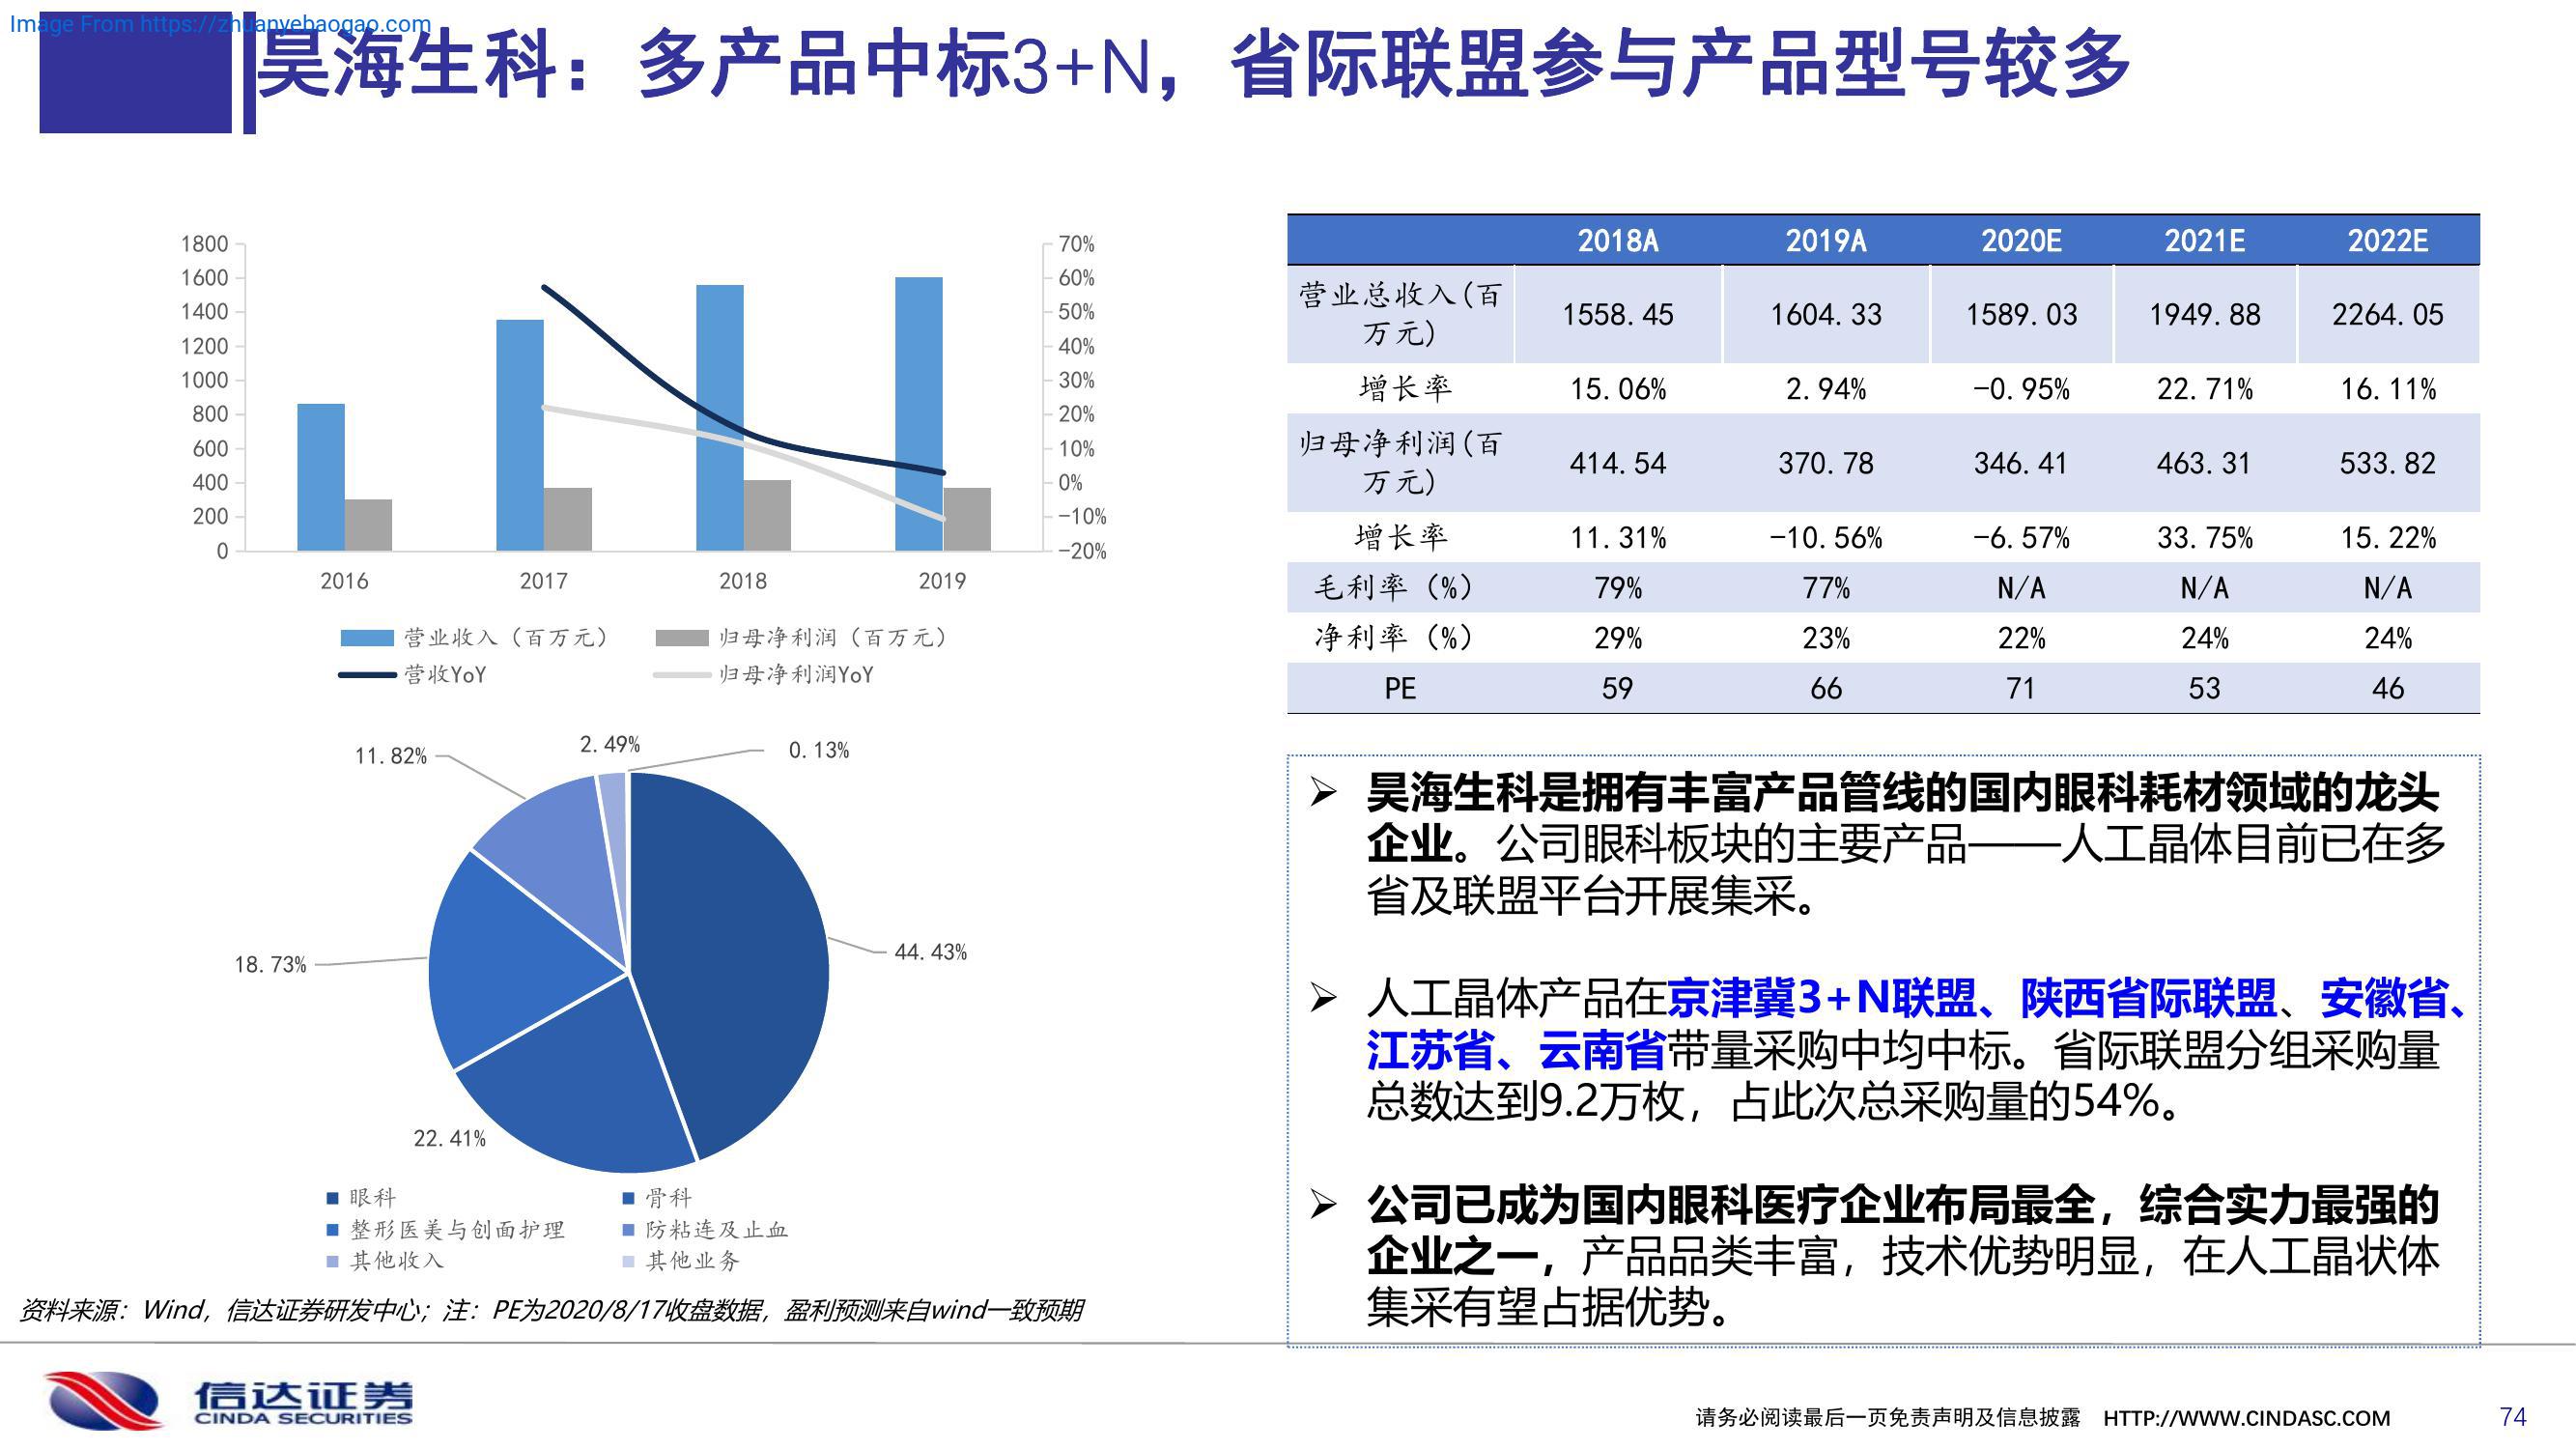 Image From https://zhuanyebaogao.com
昊海生科：多产品中标3+N，省际联盟参与产品型号较多
1800
1600
1400
1200
1000
800
600
400
200
0
70%
60%
50%
40%
30%
20%
10%
0%
-10%
-20%
2016 2017 2018 2019
营业收入（百万元） 归母净利润（百万元）
营收YoY 归母净利润YoY
2018A 2019A 2020E 2021E 2022E
营业总收入(百
万元) 1558.45 1604.33 1589.03 1949.88 2264.05
增长率 15.06% 2.94% -0.95% 22.71% 16.11%
归母净利润(百
万元) 414.54 370.78 346.41 463.31 533.82
增长率 11.31% -10.56% -6.57% 33.75% 15.22%
毛利率（%） 79% 77% N/A N/A N/A
净利率（%） 29% 23% 22% 24% 24%
PE 59 66 71 53 46
11.82% 2.49% 0.13%
44.43%
18.73%
22.41%
眼科 骨科
整形医美与创面护理 防粘连及止血
其他收入 其他业务
资料来源：Wind，信达证券研发中心；注：PE为2020/8/17收盘数据，盈利预测来自wind一致预期
➢ 昊海生科是拥有丰富产品管线的国内眼科耗材领域的龙头
企业。公司眼科板块的主要产品——人工晶体目前已在多
省及联盟平台开展集采。
➢ 人工晶体产品在京津冀3+N联盟、陕西省际联盟、安徽省、
江苏省、云南省带量采购中均中标。省际联盟分组采购量
总数达到9.2万枚，占此次总采购量的54%。
➢ 公司已成为国内眼科医疗企业布局最全，综合实力最强的
企业之一，产品品类丰富，技术优势明显，在人工晶状体
集采有望占据优势。
信达证券
CINDA SECURITIES
请务必阅读最后一页免责声明及信息披露 HTTP://WWW.CINDASC.COM 74